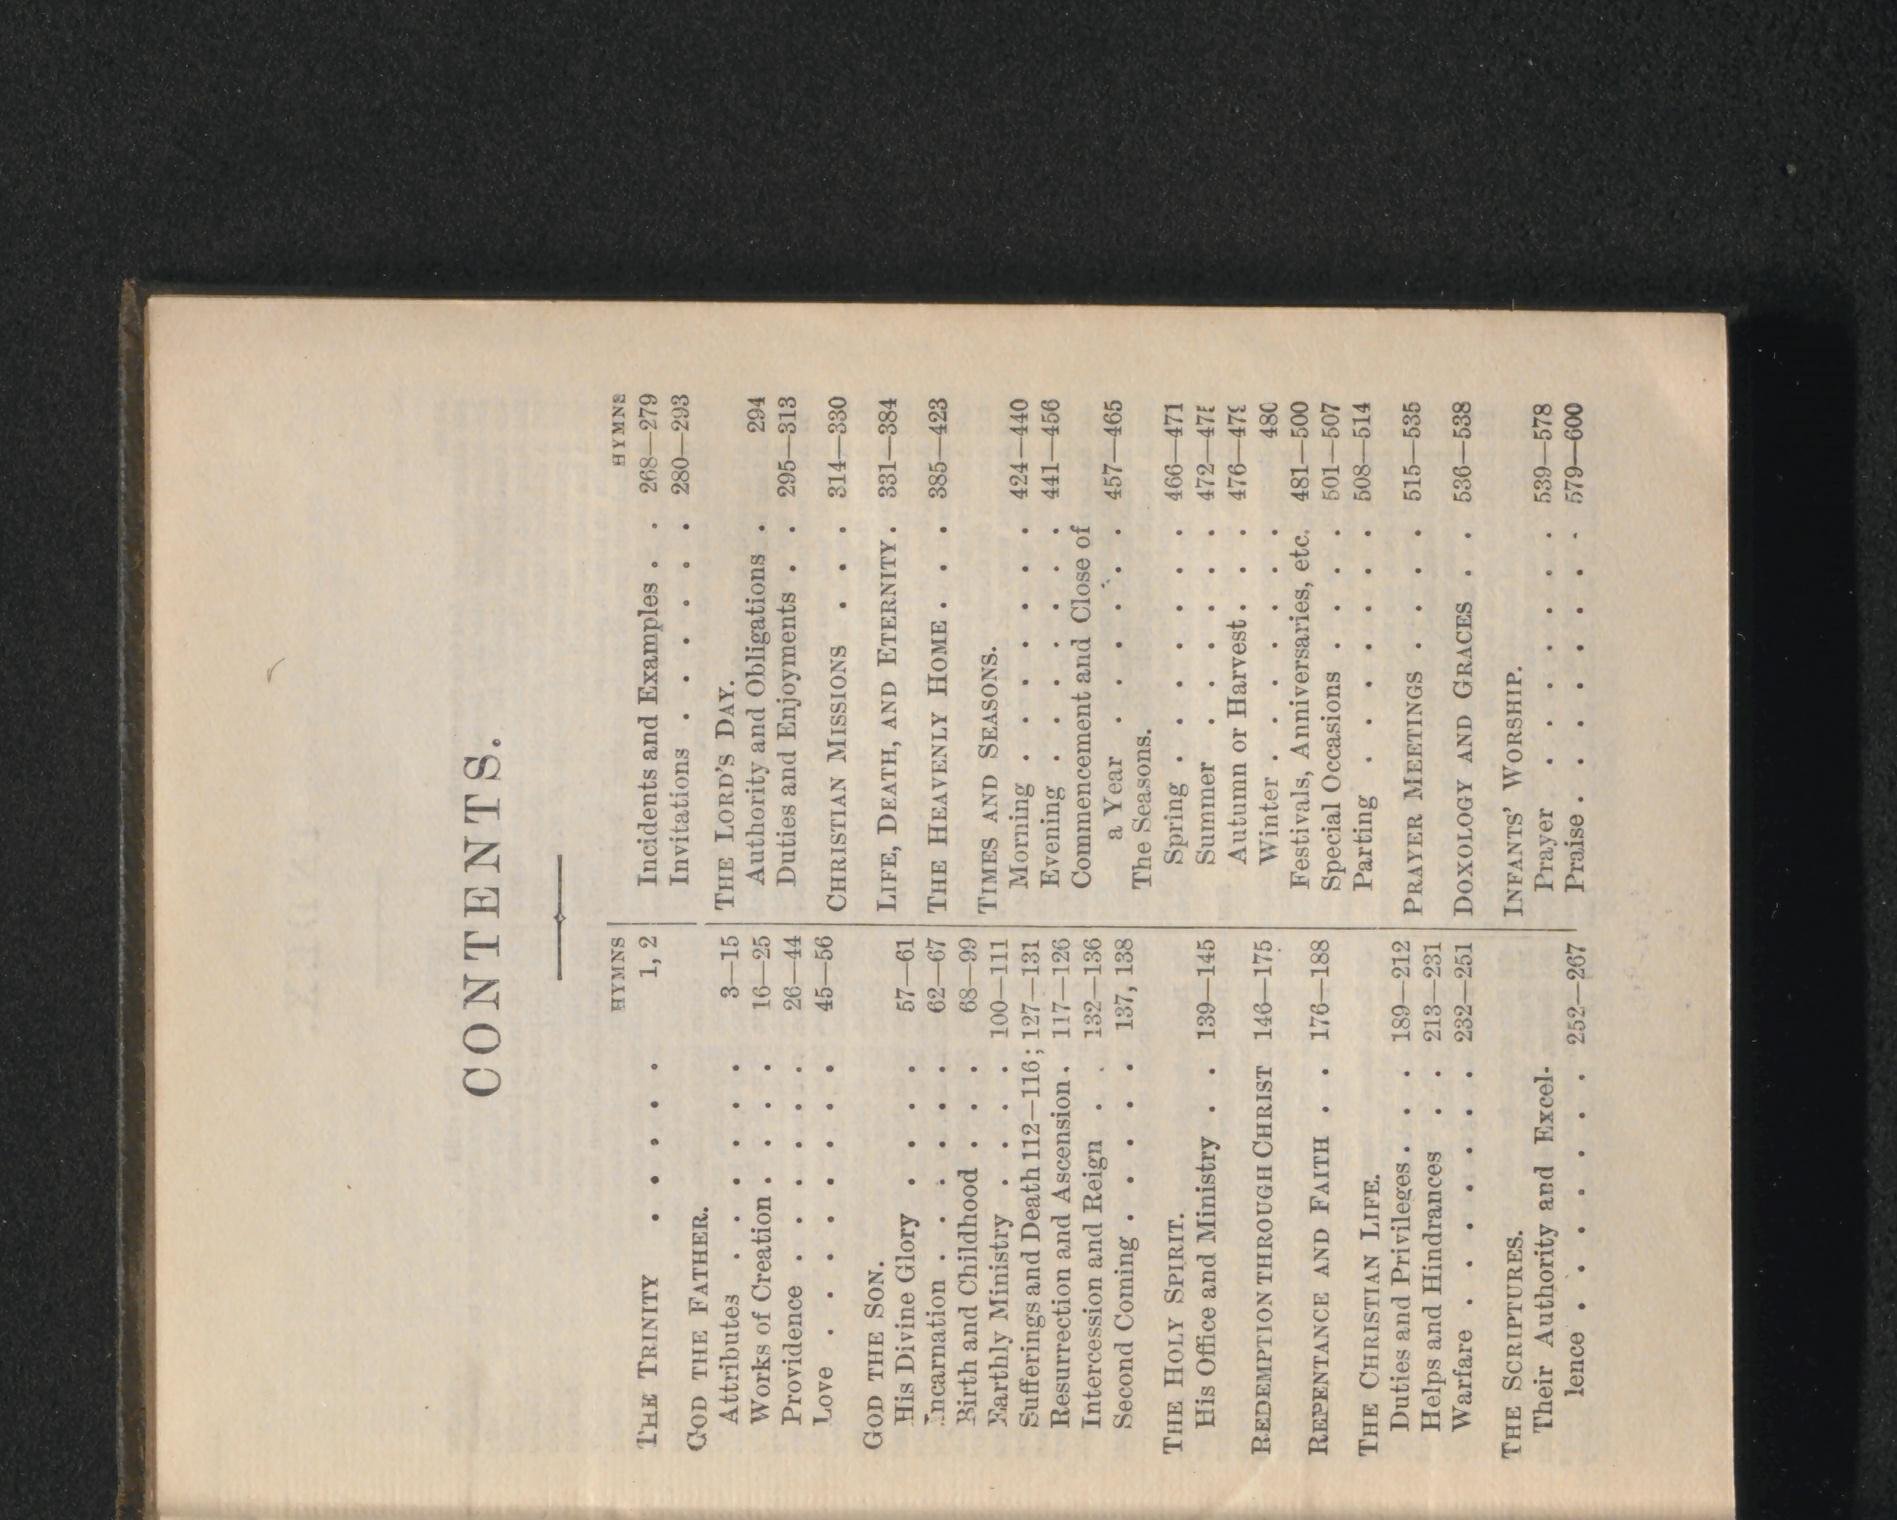 CONTENTS.
HYMNS
THE TRINITY . . . . . 1, 2
GOD THE FATHER.
Attributes . . . . . . 3—15
Works of Creation . . . . 16—25
Providence . . . . . . 26—44
Love . . . . . . . . 45—56
GOD THE SON.
His Divine Glory . . . . . 57—61
Incarnation . . . . . . 62—67
Birth and Childhood . . . . 68—99
Earthly Ministry . . . . 100—111
Sufferings and Death 112—116; 127—131
Resurrection and Ascension . 117—126
Intercession and Reign . . 132—136
Second Coming . . . . . 137, 138
THE HOLY SPIRIT.
His Office and Ministry . . 139—145
REDEMPTION THROUGH CHRIST 146—175
REPENTANCE AND FAITH . . 176—188
THE CHRISTIAN LIFE.
Duties and Privileges . . . 189—212
Helps and Hindrances . . 213—231
Warfare . . . . . . . 232—251
THE SCRIPTURES.
Their Authority and Excel-
lence . . . . . . . 252—267
HYMNS
Incidents and Examples . . 268—279
Invitations . . . . . . 280—293
THE LORD'S DAY.
Authority and Obligations . 294
Duties and Enjoyments . . 295—313
CHRISTIAN MISSIONS . . . 314—330
LIFE, DEATH, AND ETERNITY . 331—384
THE HEAVENLY HOME . . . 385—423
TIMES AND SEASONS.
Morning . . . . . . . 424—440
Evening . . . . . . . 441—456
Commencement and Close of
a Year . . . . . . 457—465
The Seasons.
Spring . . . . . . . 466—471
Summer . . . . . . 472—475
Autumn or Harvest . . . 476—479
Winter . . . . . . . 480
Festivals, Anniversaries, etc. 481—500
Special Occasions . . . . 501—507
Parting . . . . . . . 508—514
PRAYER MEETINGS . . . . 515—535
DOXOLOGY AND GRACES . . 536—538
INFANTS' WORSHIP.
Prayer . . . . . . . 539—578
Praise . . . . . . . . 579—600